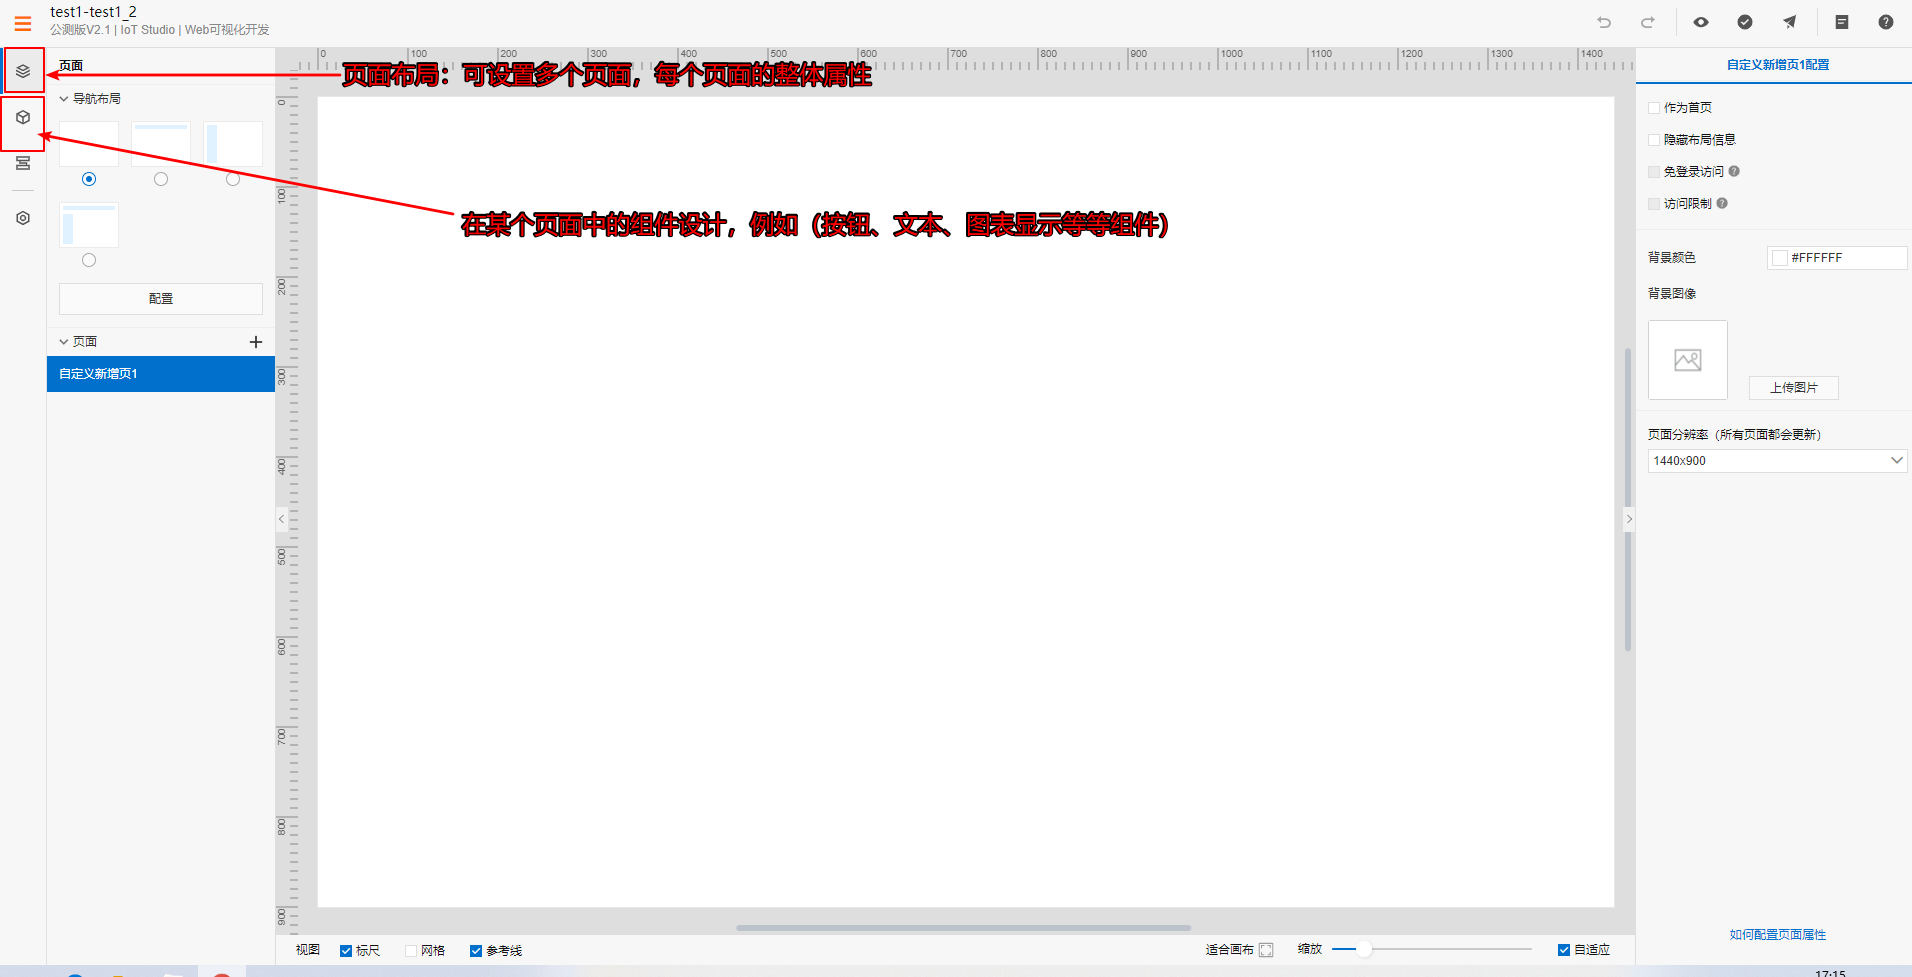 test1-test1_2
公测版V2.1 | IoT Studio | Web可视化开发
页面
导航布局
配置
页面
自定义新增页1
0 100 200 300 400 500 600 700 800 900 1000 1100 1200 1300 1400
页面布局：可设置多个页面，每个页面的整体属性
在某个页面中的组件设计，例如（按钮、文本、图表显示等等组件）
0
100
200
300
400
500
600
700
800
900
自定义新增页1配置
作为首页
隐藏布局信息
免登录访问
访问限制
背景颜色 #FFFFFF
背景图像
上传图片
页面分辨率（所有页面都会更新）
1440x900
如何配置页面属性
视图 标尺 网格 参考线 适合画布 缩放 自适应
17:15